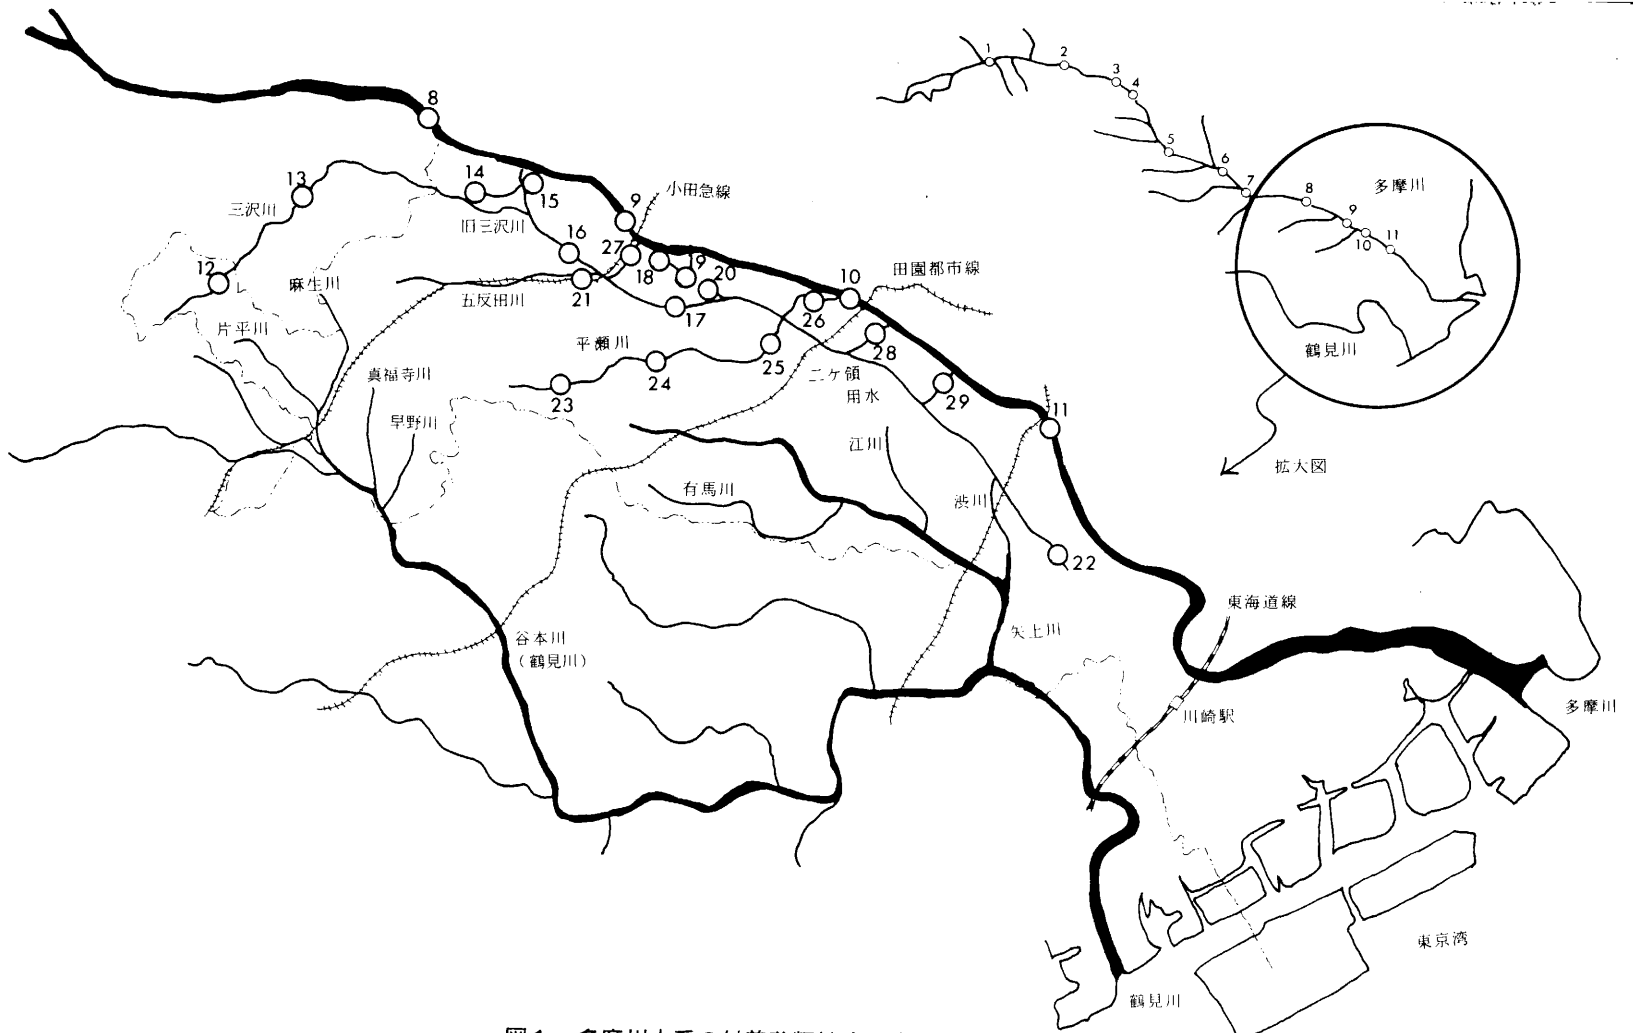 1
2
3
4
5
6
7
8
9
10
11
多摩川
鶴見川
拡大図
8
13
14
15
三沢川
旧三沢川
9
小田急線
12
麻生川
16
27
18
19
20
10
田園都市線
五反田川
21
17
26
片平川
平瀬川
25
28
24
二ケ領
用水
23
29
真福寺川
早野川
11
江川
有馬川
渋川
22
東海道線
矢上川
谷本川
(鶴見川)
川崎駅
多摩川
東京湾
鶴見川